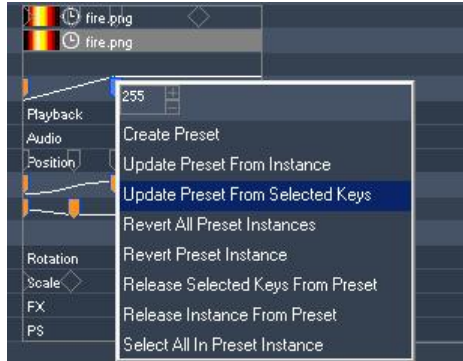 fire.png
fire.png
255
Create Preset
Update Preset From Instance
Update Preset From Selected Keys
Revert All Preset Instances
Revert Preset Instance
Release Selected Keys From Preset
Release Instance From Preset
Select All In Preset Instance
Playback
Audio
Position
Rotation
Scale
FX
PS